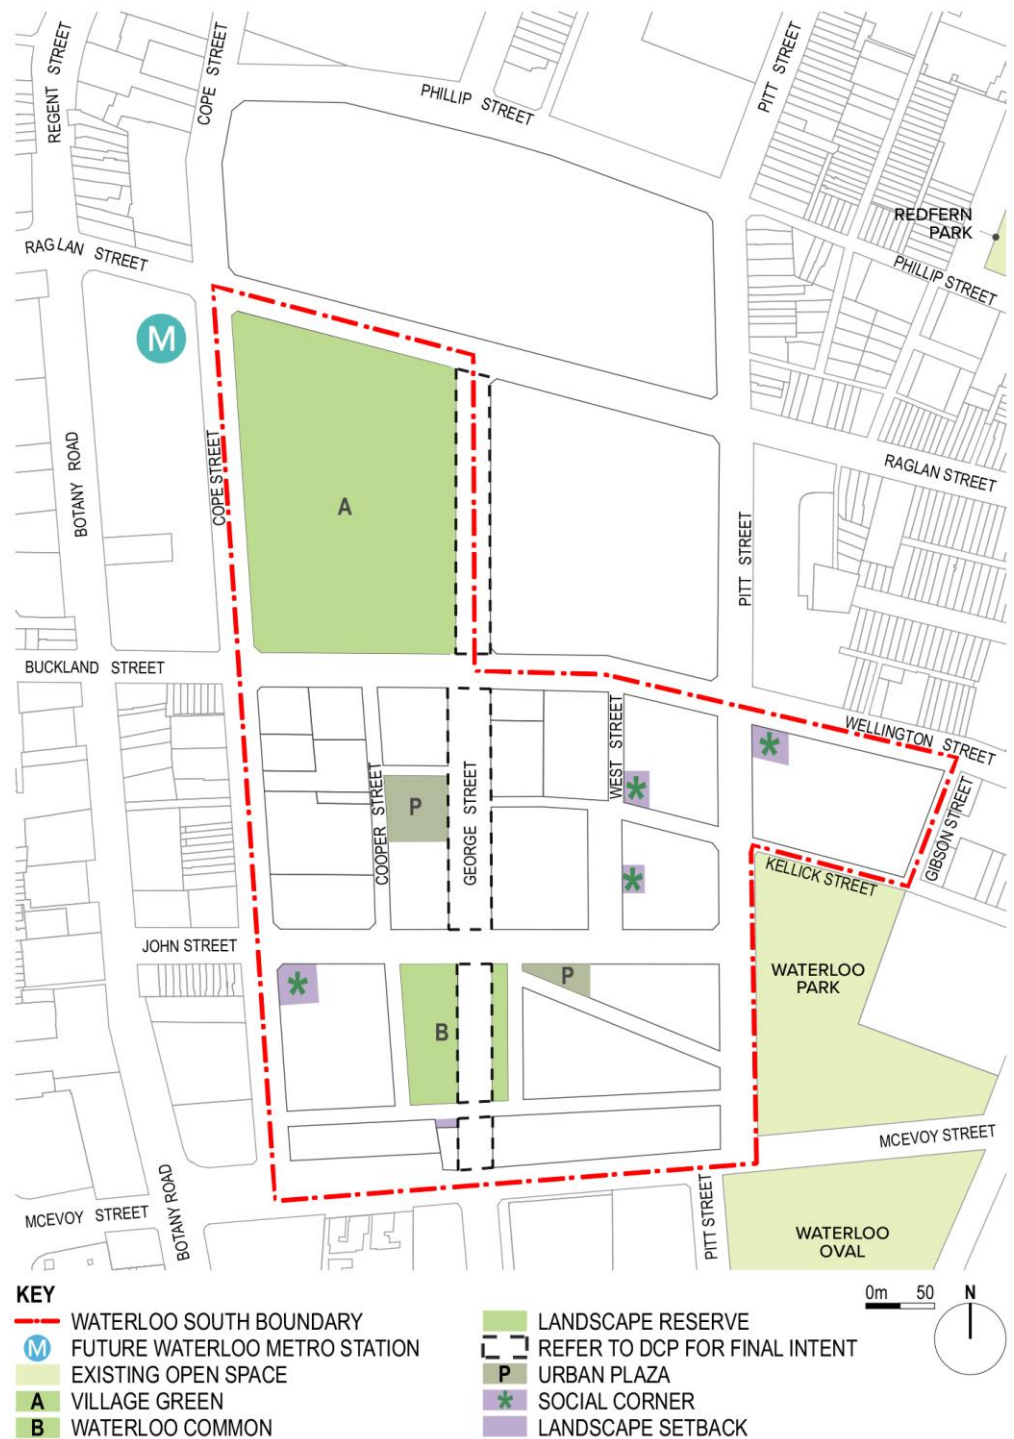 REGENT STREET
COPE STREET
PHILLIP STREET
PITT STREET
REDFERN
PARK
PHILLIP STREET
RAGLAN STREET
M
COPE STREET
A
BOTANY ROAD
RAGLAN STREET
PITT STREET
BUCKLAND STREET
WELLINGTON STREET
WEST STREET
COOPER STREET
P
GEORGE STREET
GIBSON STREET
KELLICK STREET
JOHN STREET
WATERLOO
PARK
P
B
MCEVOY STREET
BOTANY ROAD
MCEVOY STREET
PITT STREET
WATERLOO
OVAL
KEY
0m 50 N
WATERLOO SOUTH BOUNDARY
M FUTURE WATERLOO METRO STATION
EXISTING OPEN SPACE
A VILLAGE GREEN
B WATERLOO COMMON
LANDSCAPE RESERVE
REFER TO DCP FOR FINAL INTENT
P URBAN PLAZA
* SOCIAL CORNER
LANDSCAPE SETBACK